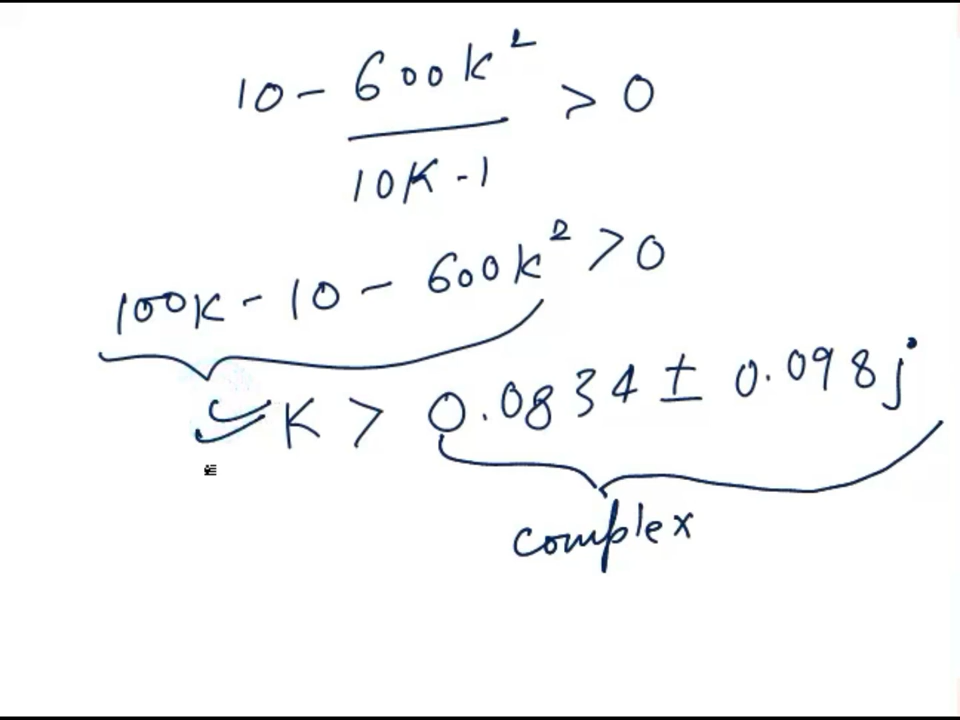 10 - 600K² > 0
10K - 1
100K - 10 - 600K² > 0
K > 0.0834 ± 0.098j
complex